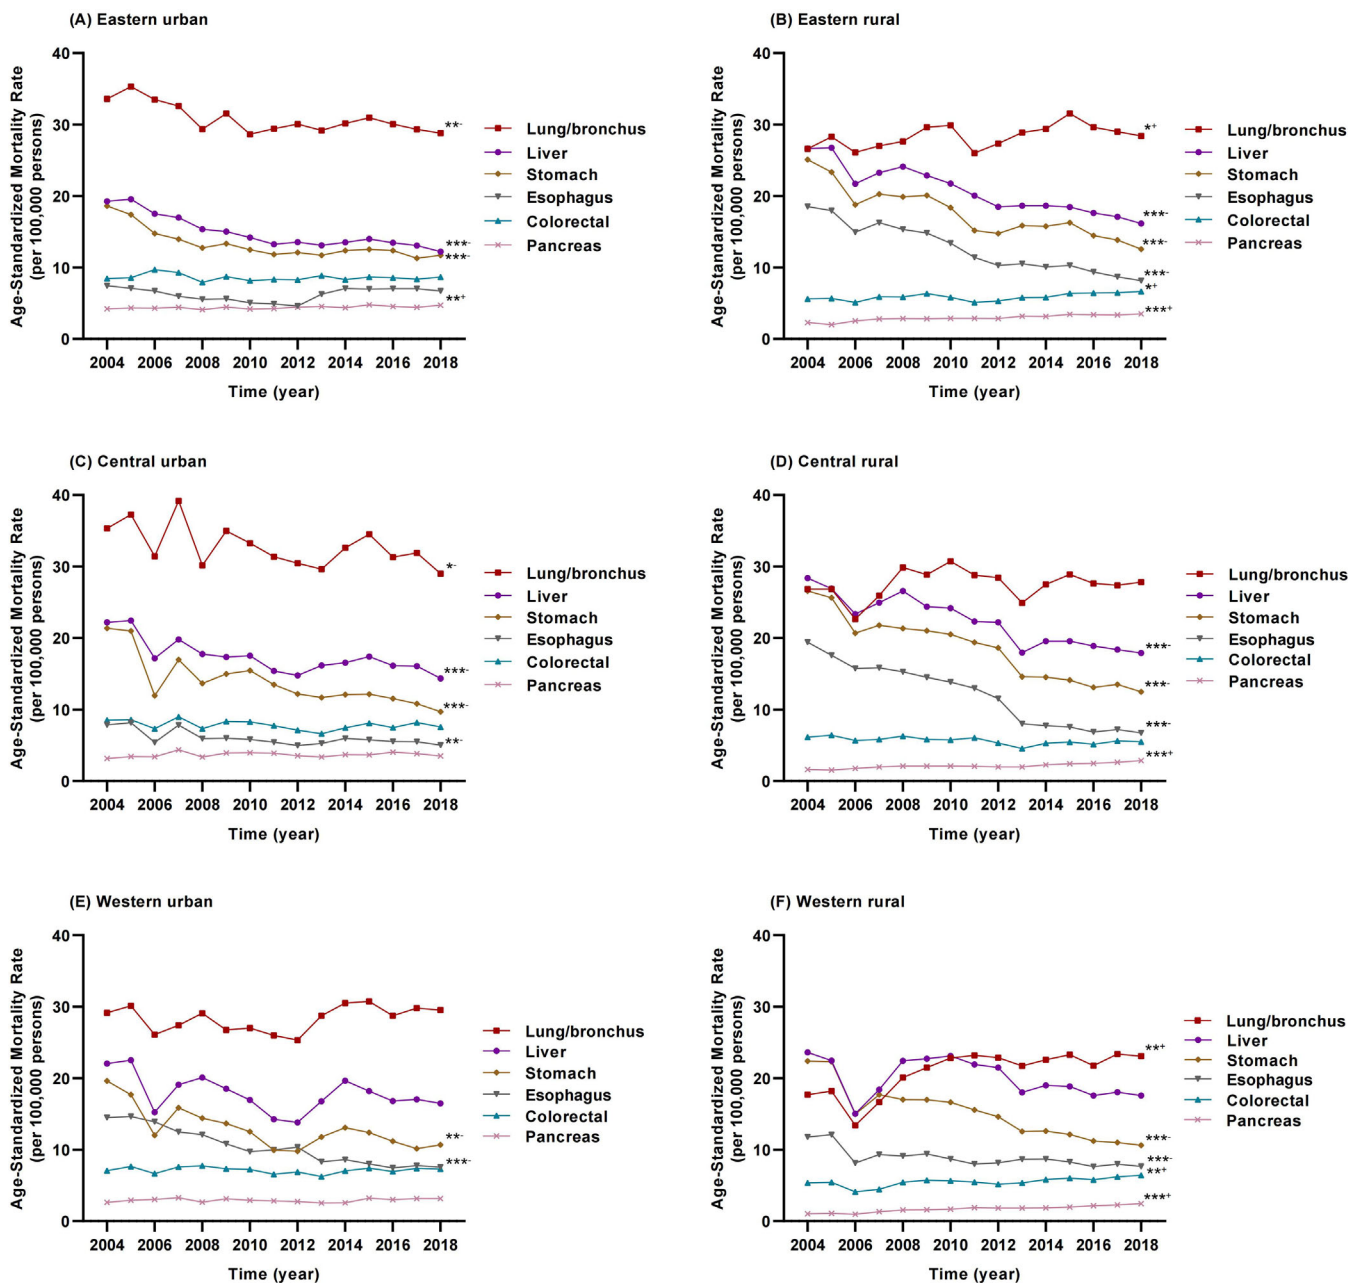 (A) Eastern urban
Age-Standardized Mortality Rate
(per 100,000 persons)
40
30
20
10
0
2004 2006 2008 2010 2012 2014 2016 2018
Time (year)
**-
***-
***-
**+
Lung/bronchus
Liver
Stomach
Esophagus
Colorectal
Pancreas
(B) Eastern rural
Age-Standardized Mortality Rate
(per 100,000 persons)
40
30
20
10
0
2004 2006 2008 2010 2012 2014 2016 2018
Time (year)
*+
***-
***-
***-
*+
***+
Lung/bronchus
Liver
Stomach
Esophagus
Colorectal
Pancreas
(C) Central urban
Age-Standardized Mortality Rate
(per 100,000 persons)
40
30
20
10
0
2004 2006 2008 2010 2012 2014 2016 2018
Time (year)
*-
***-
***-
**-
Lung/bronchus
Liver
Stomach
Esophagus
Colorectal
Pancreas
(D) Central rural
Age-Standardized Mortality Rate
(per 100,000 persons)
40
30
20
10
0
2004 2006 2008 2010 2012 2014 2016 2018
Time (year)
***-
***-
***-
***+
Lung/bronchus
Liver
Stomach
Esophagus
Colorectal
Pancreas
(E) Western urban
Age-Standardized Mortality Rate
(per 100,000 persons)
40
30
20
10
0
2004 2006 2008 2010 2012 2014 2016 2018
Time (year)
**-
***-
Lung/bronchus
Liver
Stomach
Esophagus
Colorectal
Pancreas
(F) Western rural
Age-Standardized Mortality Rate
(per 100,000 persons)
40
30
20
10
0
2004 2006 2008 2010 2012 2014 2016 2018
Time (year)
**+
***-
***-
**+
***+
Lung/bronchus
Liver
Stomach
Esophagus
Colorectal
Pancreas